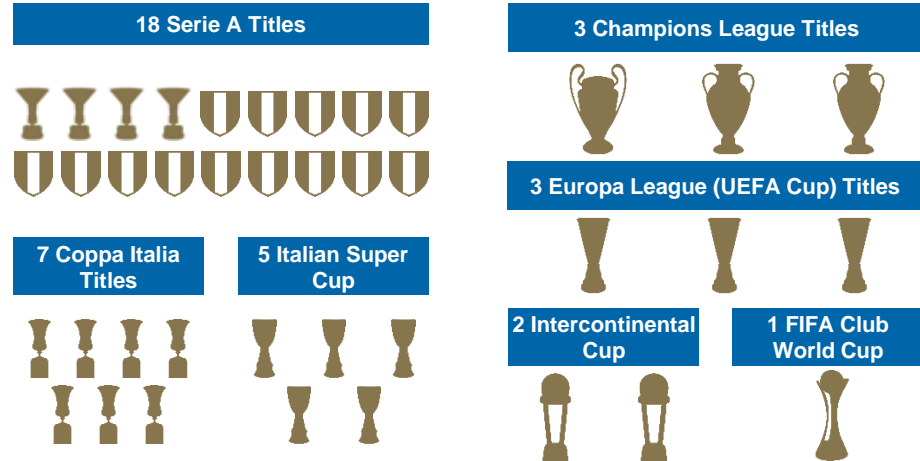 18 Serie A Titles
3 Champions League Titles
3 Europa League (UEFA Cup) Titles
7 Coppa Italia
Titles
5 Italian Super
Cup
2 Intercontinental
Cup
1 FIFA Club
World Cup